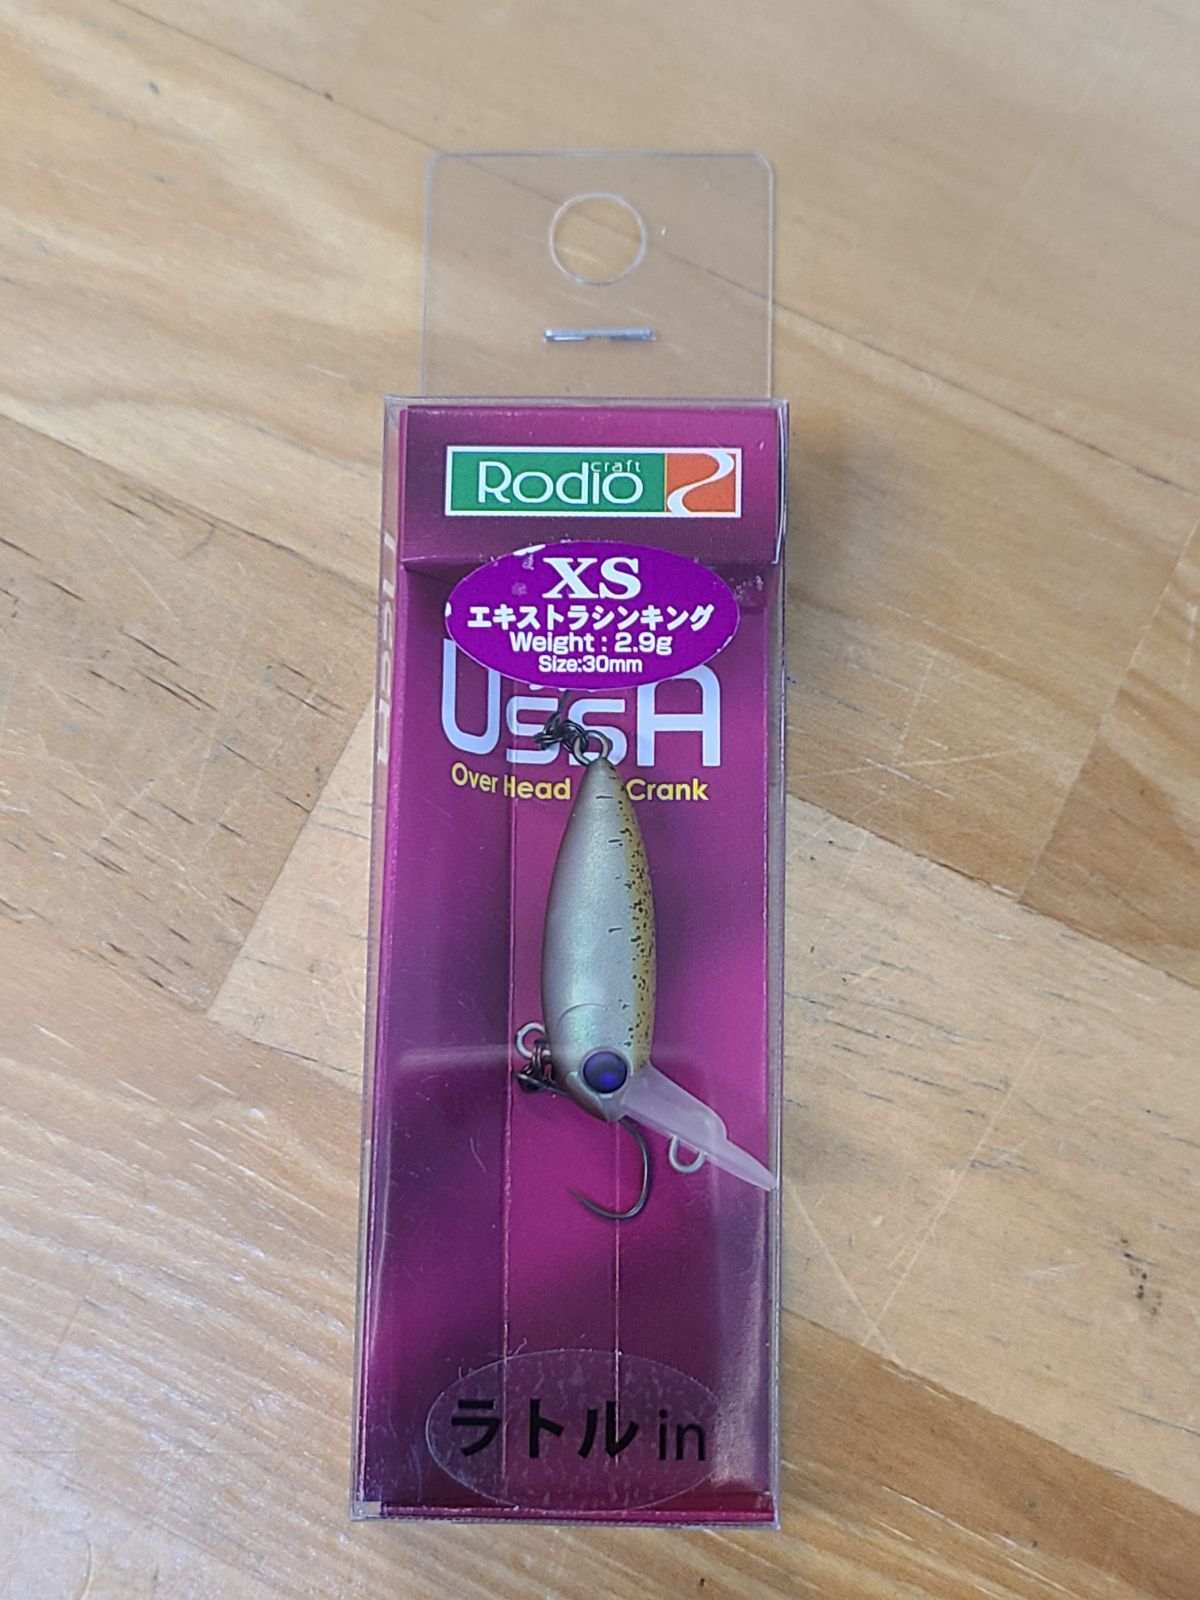 Rodio craft
XS
エキストラシンキング
Weight : 2.9g
Size:30mm
USSA
Over Head Crank
ラトル in